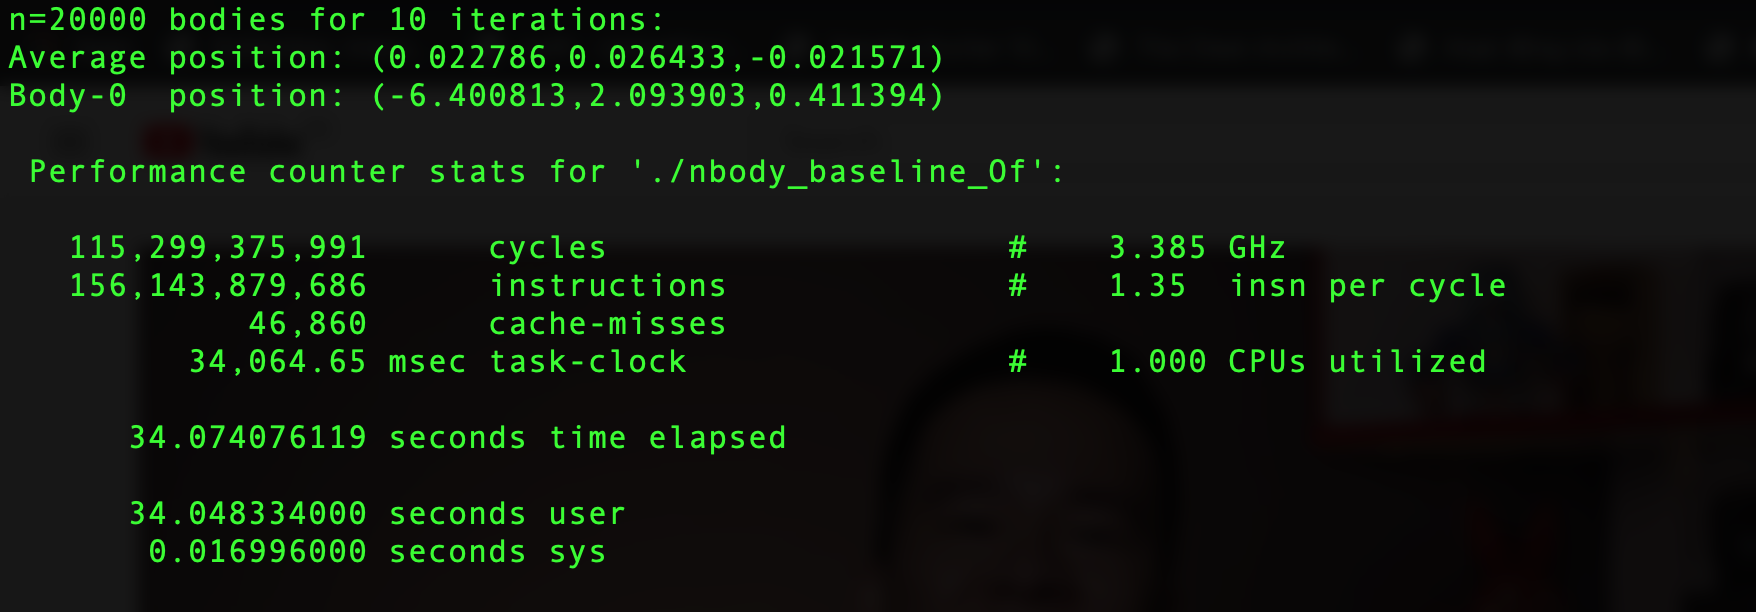 n=20000 bodies for 10 iterations:
Average position: (0.022786,0.026433,-0.021571)
Body-0  position: (-6.400813,2.093903,0.411394)
Performance counter stats for './nbody_baseline_Of':
115,299,375,991      cycles                    #    3.385 GHz
156,143,879,686      instructions              #    1.35  insn per cycle
46,860      cache-misses
34,064.65 msec task-clock                #    1.000 CPUs utilized
34.074076119 seconds time elapsed
34.048334000 seconds user
0.016996000 seconds sys